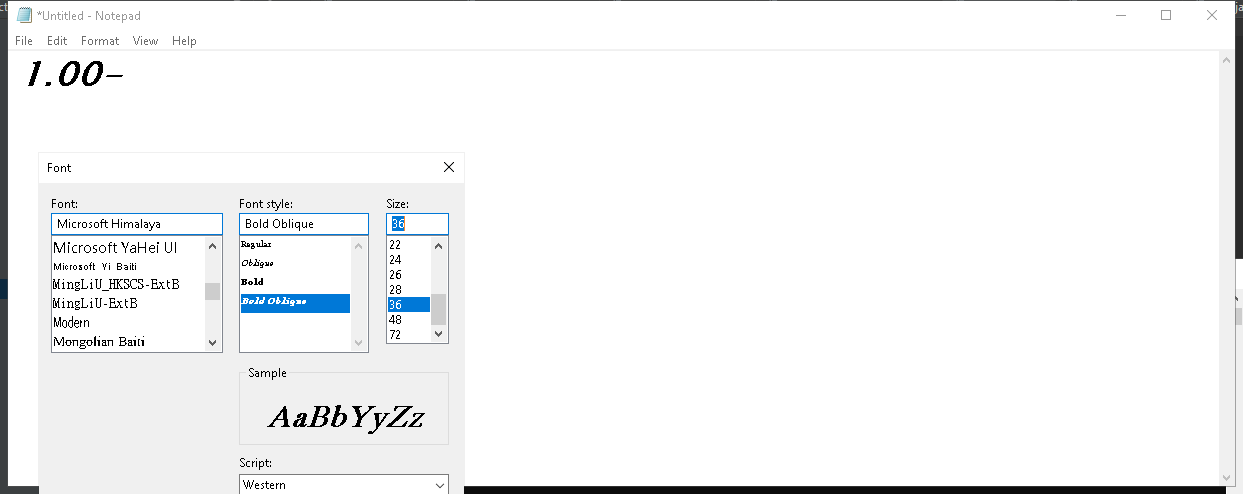 *Untitled - Notepad
File Edit Format View Help
1.00-
Font
Font: Font style: Size:
Microsoft Himalaya Bold Oblique 36
Microsoft YaHei UI Regular 22
Microsoft Yi Baiti Oblique 24
MingLiU_HKSCS-ExtB Bold 26
MingLiU-ExtB Bold Oblique 28
Modern 36
Mongolian Baiti 48
72
Sample
AaBbYyZz
Script:
Western